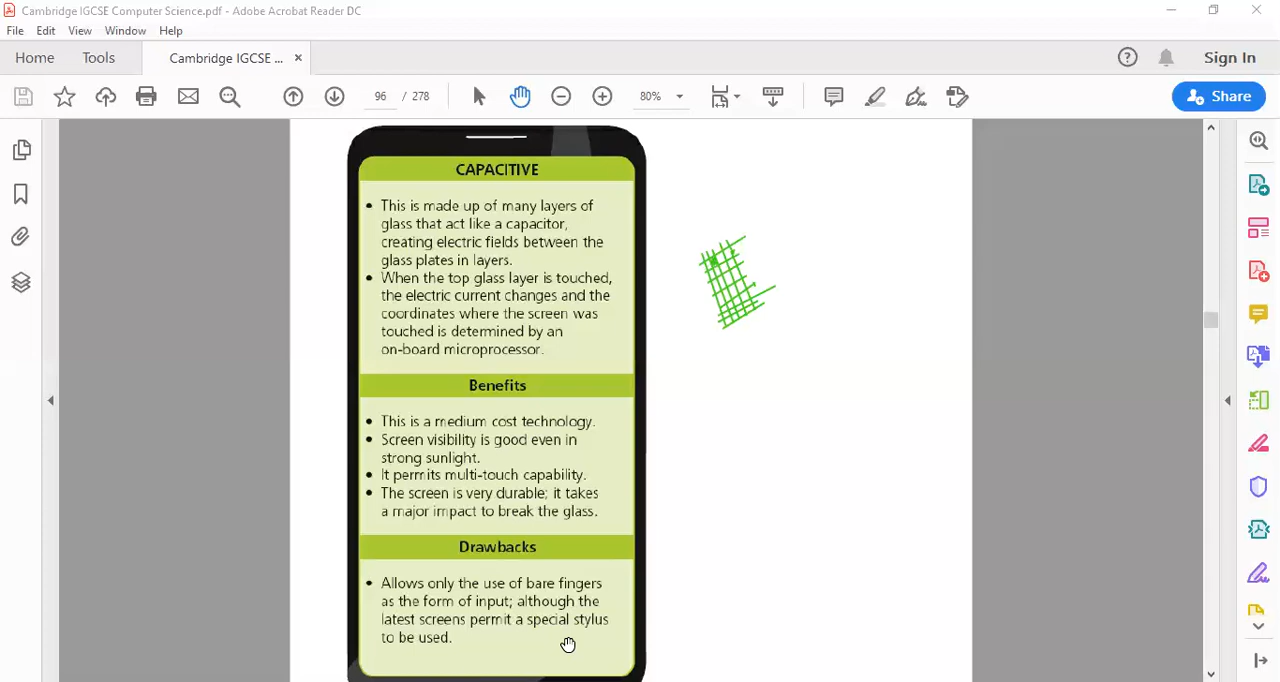 Cambridge IGCSE Computer Science.pdf - Adobe Acrobat Reader DC
File Edit View Window Help
Home Tools Cambridge IGCSE ... × Sign In
96 / 278 80% Share
CAPACITIVE
• This is made up of many layers of
glass that act like a capacitor,
creating electric fields between the
glass plates in layers.
• When the top glass layer is touched,
the electric current changes and the
coordinates where the screen was
touched is determined by an
on-board microprocessor.
Benefits
• This is a medium cost technology.
• Screen visibility is good even in
strong sunlight.
• It permits multi-touch capability.
• The screen is very durable; it takes
a major impact to break the glass.
Drawbacks
• Allows only the use of bare fingers
as the form of input; although the
latest screens permit a special stylus
to be used.